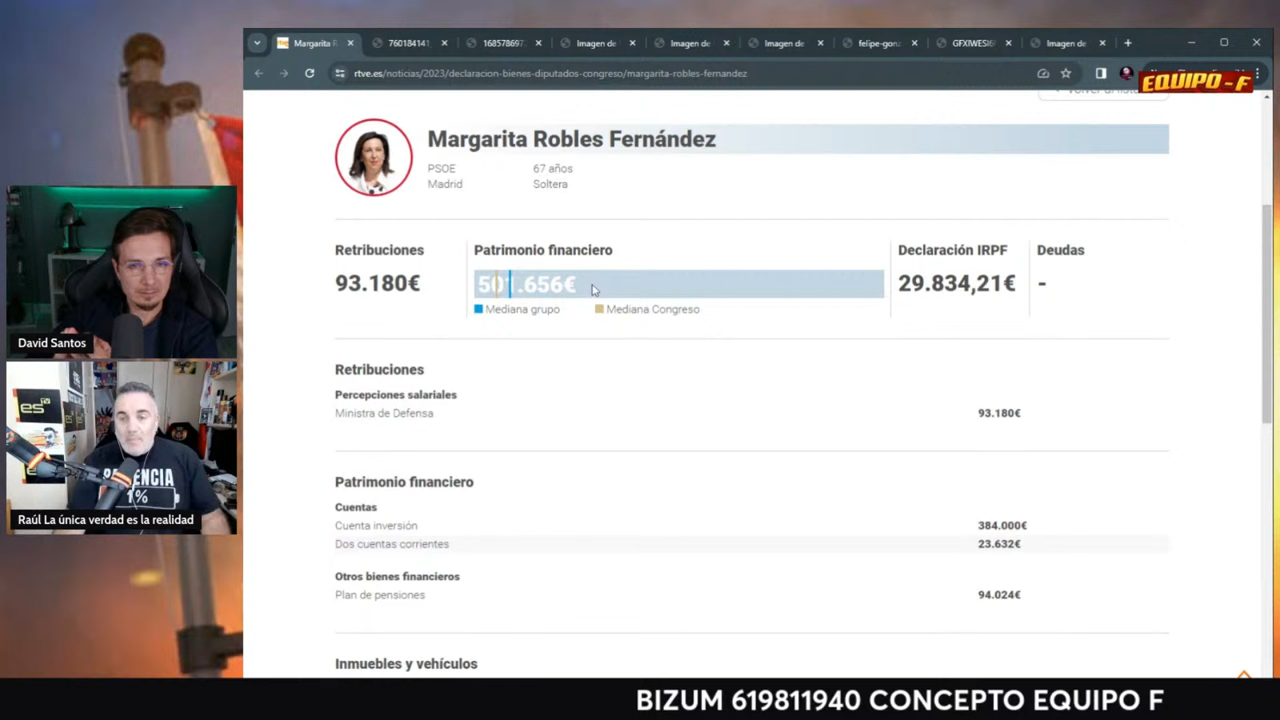 Margarita R
760184141
168578697
Imagen de
Imagen de
Imagen de
felipe-gonz
GFXIWESI6
Imagen de
rtve.es/noticias/2023/declaracion-bienes-diputados-congreso/margarita-robles-fernandez
EQUIPO-F
Margarita Robles Fernández
PSOE 67 años
Madrid Soltera
Retribuciones Patrimonio financiero Declaración IRPF Deudas
93.180€ 501.656€ 29.834,21€ -
Mediana grupo Mediana Congreso
Retribuciones
Percepciones salariales
Ministra de Defensa 93.180€
Patrimonio financiero
Cuentas
Cuenta inversión 384.000€
Dos cuentas corrientes 23.632€
Otros bienes financieros
Plan de pensiones 94.024€
Inmuebles y vehículos
David Santos
es
1%
Raúl La única verdad es la realidad
BIZUM 619811940 CONCEPTO EQUIPO F